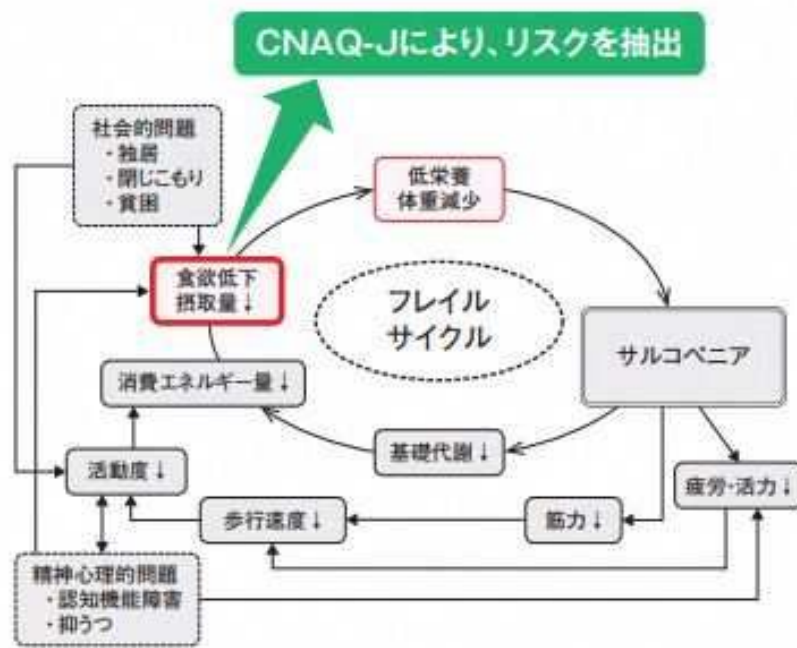 CNAQ-Jにより、リスクを抽出
社会的問題
・独居
・閉じこもり
・貧困
低栄養
体重減少
食欲低下
摂取量↓
フレイル
サイクル
サルコペニア
消費エネルギー量↓
基礎代謝↓
活動度↓
疲労・活力↓
歩行速度↓
筋力↓
精神心理的問題
・認知機能障害
・抑うつ